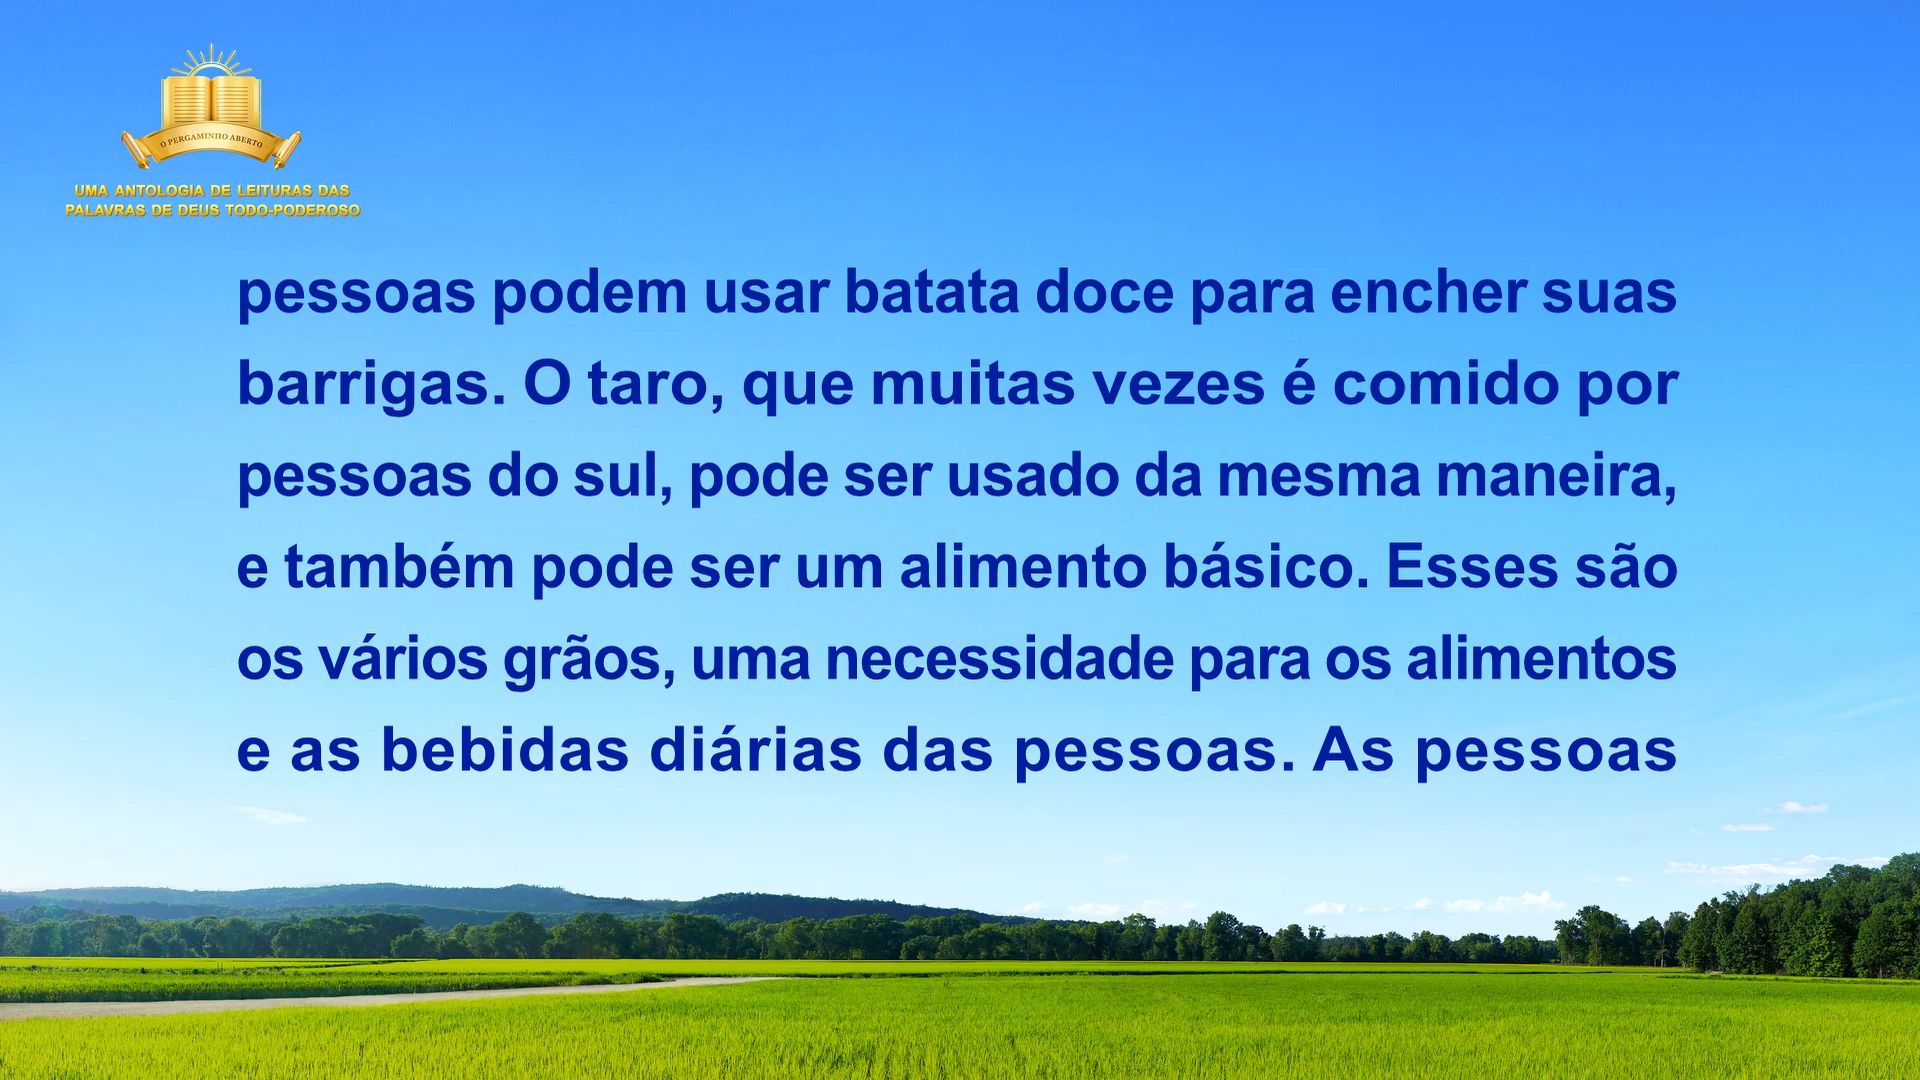 O PERGAMINHO ABERTO
UMA ANTOLOGIA DE LEITURAS DAS
PALAVRAS DE DEUS TODO-PODEROSO
pessoas podem usar batata doce para encher suas
barrigas. O taro, que muitas vezes é comido por
pessoas do sul, pode ser usado da mesma maneira,
e também pode ser um alimento básico. Esses são
os vários grãos, uma necessidade para os alimentos
e as bebidas diárias das pessoas. As pessoas